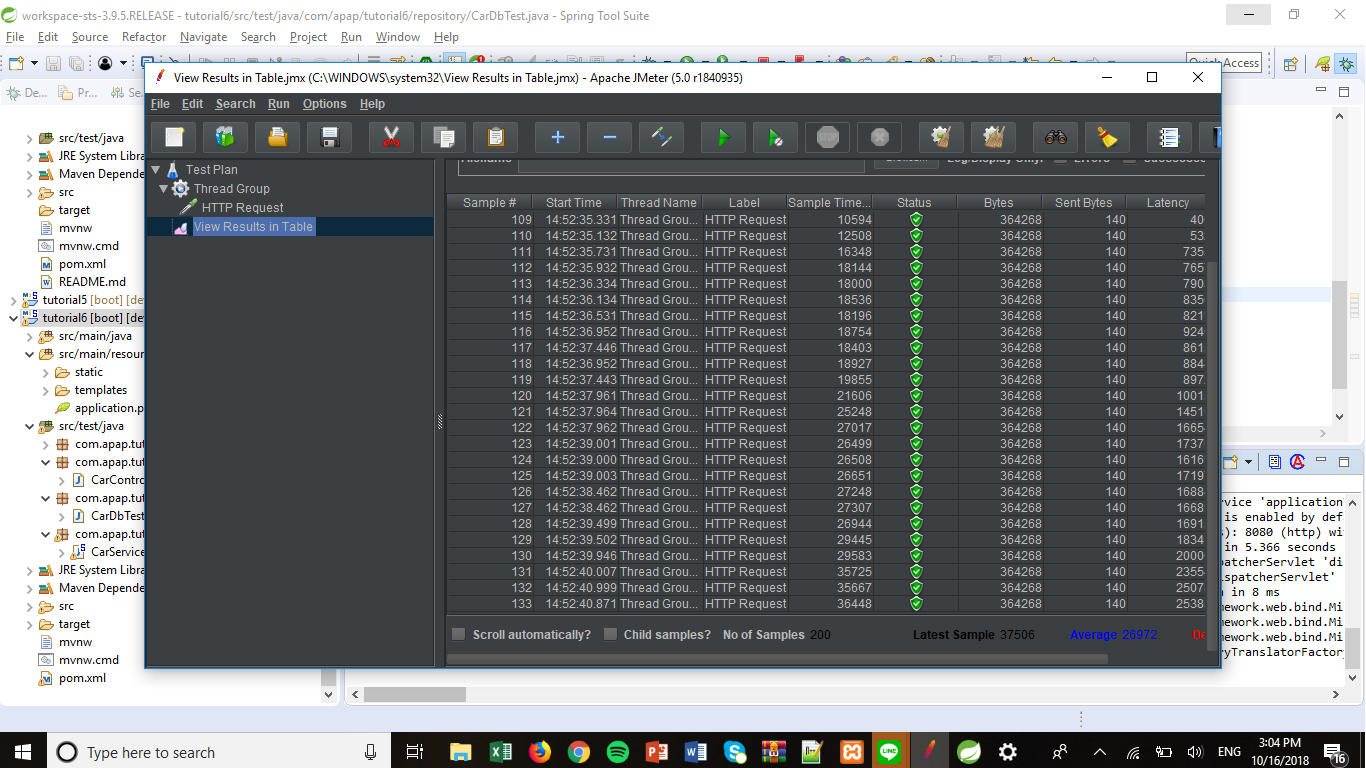 workspace-sts-3.9.5.RELEASE - tutorial6/src/test/java/com/apap/tutorial6/repository/CarDbTest.java - Spring Tool Suite
File Edit Source Refactor Navigate Search Project Run Window Help
Quick Access
View Results in Table.jmx (C:\WINDOWS\system32\View Results in Table.jmx) - Apache JMeter (5.0 r1840935)
File Edit Search Run Options Help
De... Pr... Se
src/test/java
JRE System Libra
Maven Depende
src
target
mvnw
mvnw.cmd
pom.xml
README.md
tutorial5 [boot] [de
tutorial6 [boot] [de
src/main/java
src/main/resour
static
templates
application.p
src/test/java
com.apap.tut
com.apap.tut
CarContro
com.apap.tut
CarDbTest
com.apap.tut
CarService
JRE System Libra
Maven Depende
src
target
mvnw
mvnw.cmd
pom.xml
Test Plan
Thread Group
HTTP Request
View Results in Table
Sample # Start Time Thread Name Label Sample Time... Status Bytes Sent Bytes Latency
109 14:52:35.331 Thread Grou... HTTP Request 10594 364268 140 40
110 14:52:35.132 Thread Grou... HTTP Request 12508 364268 140 53
111 14:52:35.731 Thread Grou... HTTP Request 16348 364268 140 735
112 14:52:35.932 Thread Grou... HTTP Request 18144 364268 140 765
113 14:52:36.334 Thread Grou... HTTP Request 18000 364268 140 790
114 14:52:36.134 Thread Grou... HTTP Request 18536 364268 140 835
115 14:52:36.531 Thread Grou... HTTP Request 18196 364268 140 821
116 14:52:36.952 Thread Grou... HTTP Request 18754 364268 140 924
117 14:52:37.446 Thread Grou... HTTP Request 18403 364268 140 861
118 14:52:36.952 Thread Grou... HTTP Request 18927 364268 140 884
119 14:52:37.443 Thread Grou... HTTP Request 19855 364268 140 897
120 14:52:37.961 Thread Grou... HTTP Request 21606 364268 140 1001
121 14:52:37.964 Thread Grou... HTTP Request 25248 364268 140 1451
122 14:52:37.962 Thread Grou... HTTP Request 27017 364268 140 1665
123 14:52:39.001 Thread Grou... HTTP Request 26499 364268 140 1737
124 14:52:39.000 Thread Grou... HTTP Request 26508 364268 140 1616
125 14:52:39.003 Thread Grou... HTTP Request 26651 364268 140 1719
126 14:52:38.462 Thread Grou... HTTP Request 27248 364268 140 1688
127 14:52:38.462 Thread Grou... HTTP Request 27307 364268 140 1668
128 14:52:39.499 Thread Grou... HTTP Request 26944 364268 140 1691
129 14:52:39.502 Thread Grou... HTTP Request 29445 364268 140 1834
130 14:52:39.946 Thread Grou... HTTP Request 29583 364268 140 2000
131 14:52:40.007 Thread Grou... HTTP Request 35725 364268 140 2355
132 14:52:40.999 Thread Grou... HTTP Request 35667 364268 140 2507
133 14:52:40.871 Thread Grou... HTTP Request 36448 364268 140 2538
Scroll automatically? Child samples? No of Samples 200 Latest Sample 37506 Average 26972 De
rvice 'application
is enabled by def
s): 8080 (http) wi
in 5.366 seconds
spatcherServlet 'di
ispatcherServlet'
n in 8 ms
mework.web.bind.Mi
mework.web.bind.Mi
mework.web.bind.Mi
ryTranslatorFactor
Type here to search
ENG
3:04 PM
10/16/2018
16